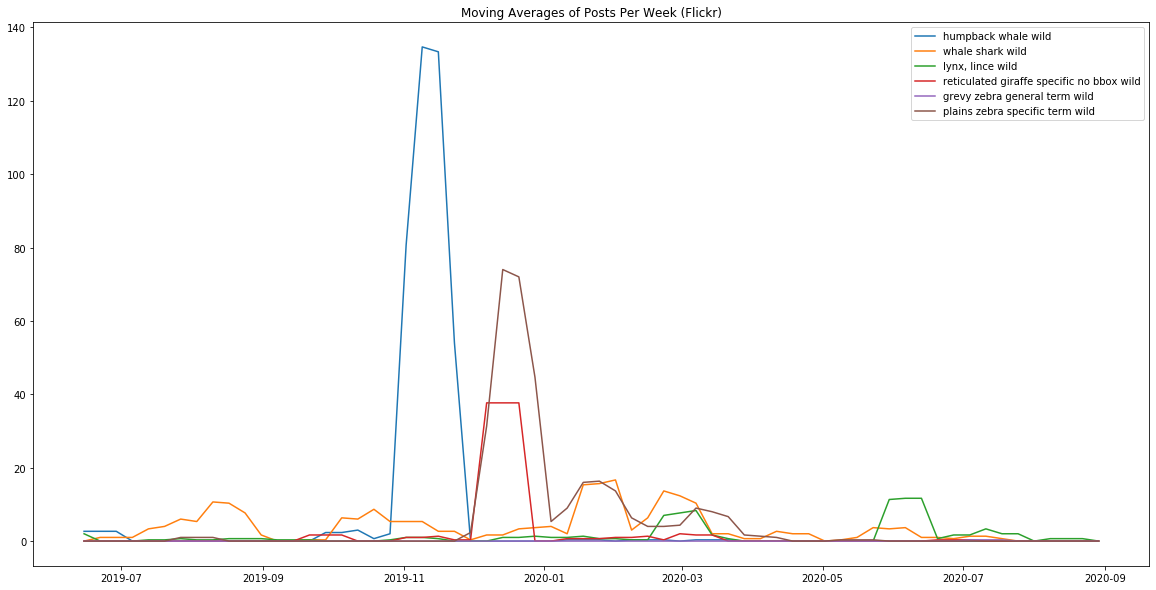 Moving Averages of Posts Per Week (Flickr)
humpback whale wild
whale shark wild
lynx, lince wild
reticulated giraffe specific no bbox wild
grevy zebra general term wild
plains zebra specific term wild
140
120
100
80
60
40
20
0
2019-07 2019-09 2019-11 2020-01 2020-03 2020-05 2020-07 2020-09